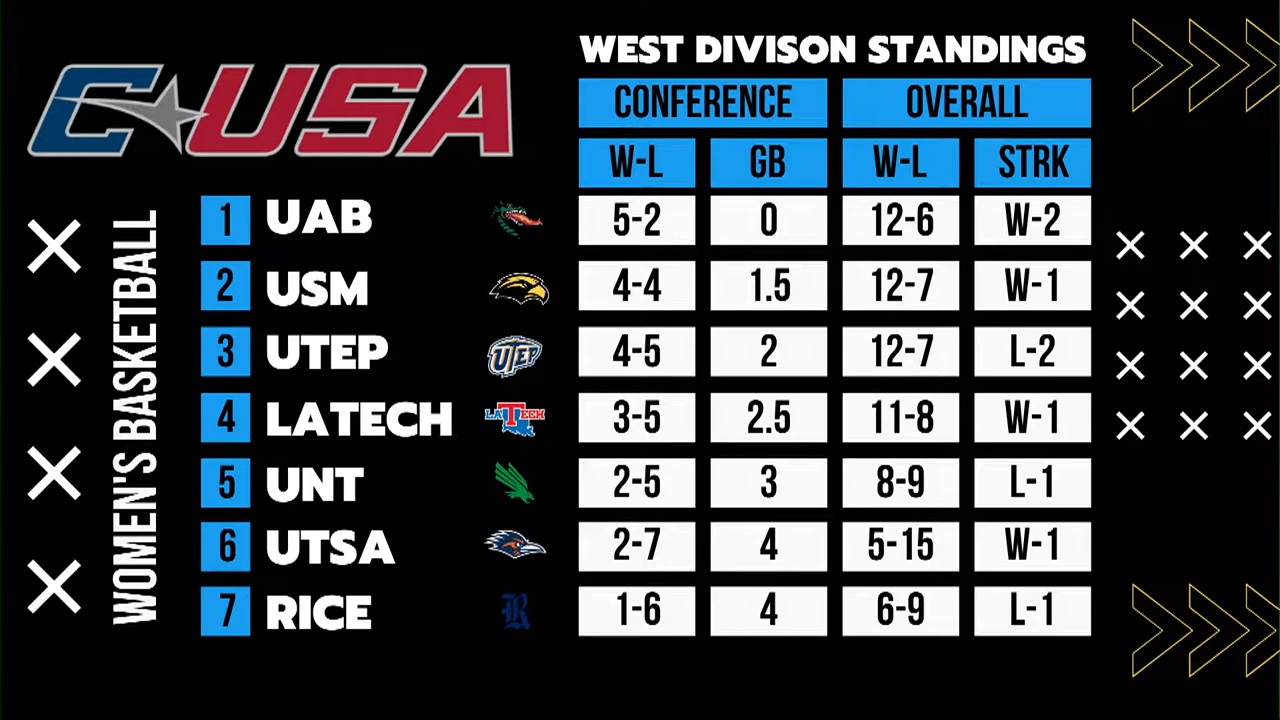 WEST DIVISON STANDINGS
C USA
CONFERENCE OVERALL
W-L GB W-L STRK
WOMEN'S BASKETBALL
1 UAB 5-2 0 12-6 W-2
2 USM 4-4 1.5 12-7 W-1
3 UTEP UTEP 4-5 2 12-7 L-2
4 LATECH LA TECH 3-5 2.5 11-8 W-1
5 UNT 2-5 3 8-9 L-1
6 UTSA 2-7 4 5-15 W-1
7 RICE R 1-6 4 6-9 L-1